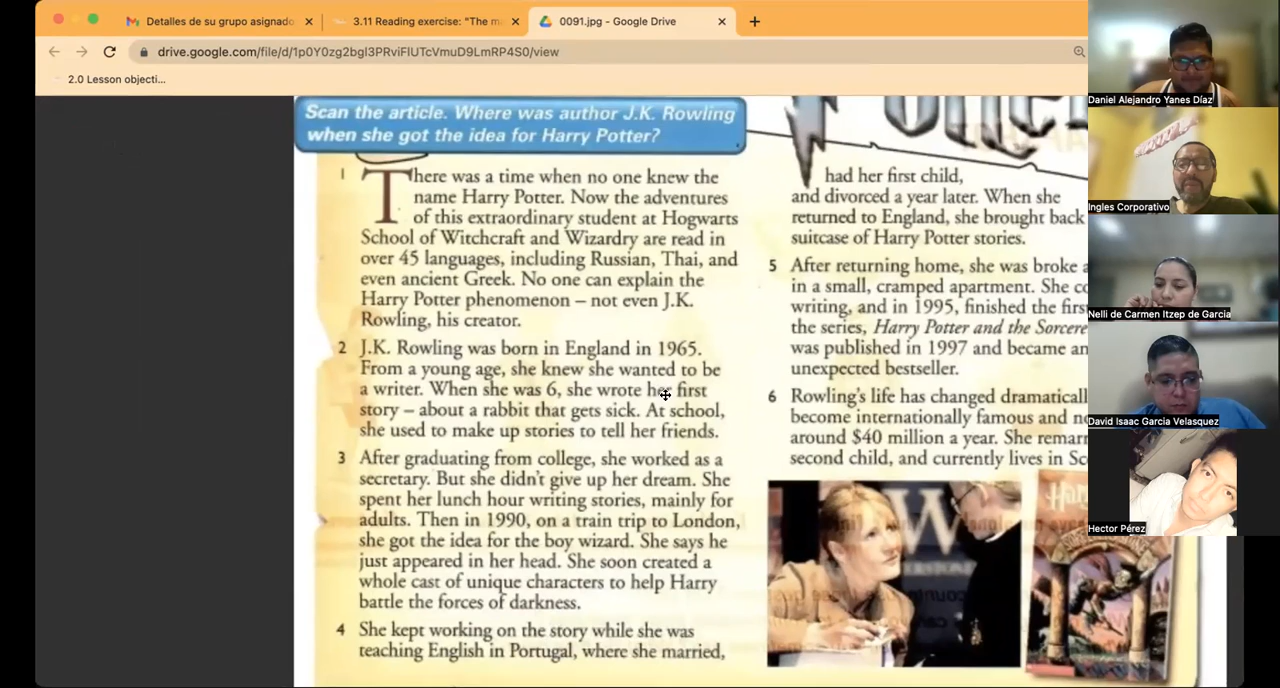 Detalles de su grupo asignado
3.11 Reading exercise: "The m
0091.jpg - Google Drive
drive.google.com/file/d/1p0Y0zg2bgl3PRviFlUTcVmuD9LmRP4S0/view
2.0 Lesson objecti...
Scan the article. Where was author J.K. Rowling
when she got the idea for Harry Potter?
1 There was a time when no one knew the
name Harry Potter. Now the adventures
of this extraordinary student at Hogwarts
School of Witchcraft and Wizardry are read in
over 45 languages, including Russian, Thai, and
even ancient Greek. No one can explain the
Harry Potter phenomenon – not even J.K.
Rowling, his creator.
2 J.K. Rowling was born in England in 1965.
From a young age, she knew she wanted to be
a writer. When she was 6, she wrote her first
story – about a rabbit that gets sick. At school,
she used to make up stories to tell her friends.
3 After graduating from college, she worked as a
secretary. But she didn't give up her dream. She
spent her lunch hour writing stories, mainly for
adults. Then in 1990, on a train trip to London,
she got the idea for the boy wizard. She says he
just appeared in her head. She soon created a
whole cast of unique characters to help Harry
battle the forces of darkness.
4 She kept working on the story while she was
teaching English in Portugal, where she married,
had her first child,
and divorced a year later. When she
returned to England, she brought back
suitcase of Harry Potter stories.
5 After returning home, she was broke a
in a small, cramped apartment. She co
writing, and in 1995, finished the firs
the series, Harry Potter and the Sorcere
was published in 1997 and became an
unexpected bestseller.
6 Rowling's life has changed dramaticall
become internationally famous and no
around $40 million a year. She remarr
second child, and currently lives in Sc
W
Daniel Alejandro Yanes Díaz
Ingles Corporativo
Nelli de Carmen Itzep de Garcia
David Isaac Garcia Velasquez
Hector Pérez